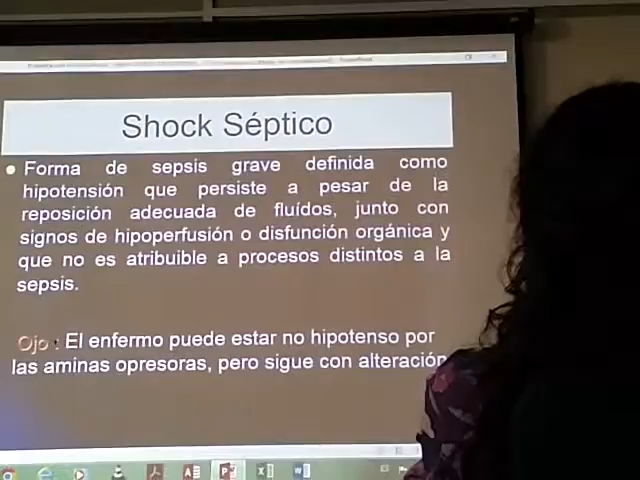 Shock Séptico
Forma de sepsis grave definida como
hipotensión que persiste a pesar de la
reposición adecuada de fluídos, junto con
signos de hipoperfusión o disfunción orgánica y
que no es atribuible a procesos distintos a la
sepsis.
Ojo : El enfermo puede estar no hipotenso por
las aminas opresoras, pero sigue con alteración